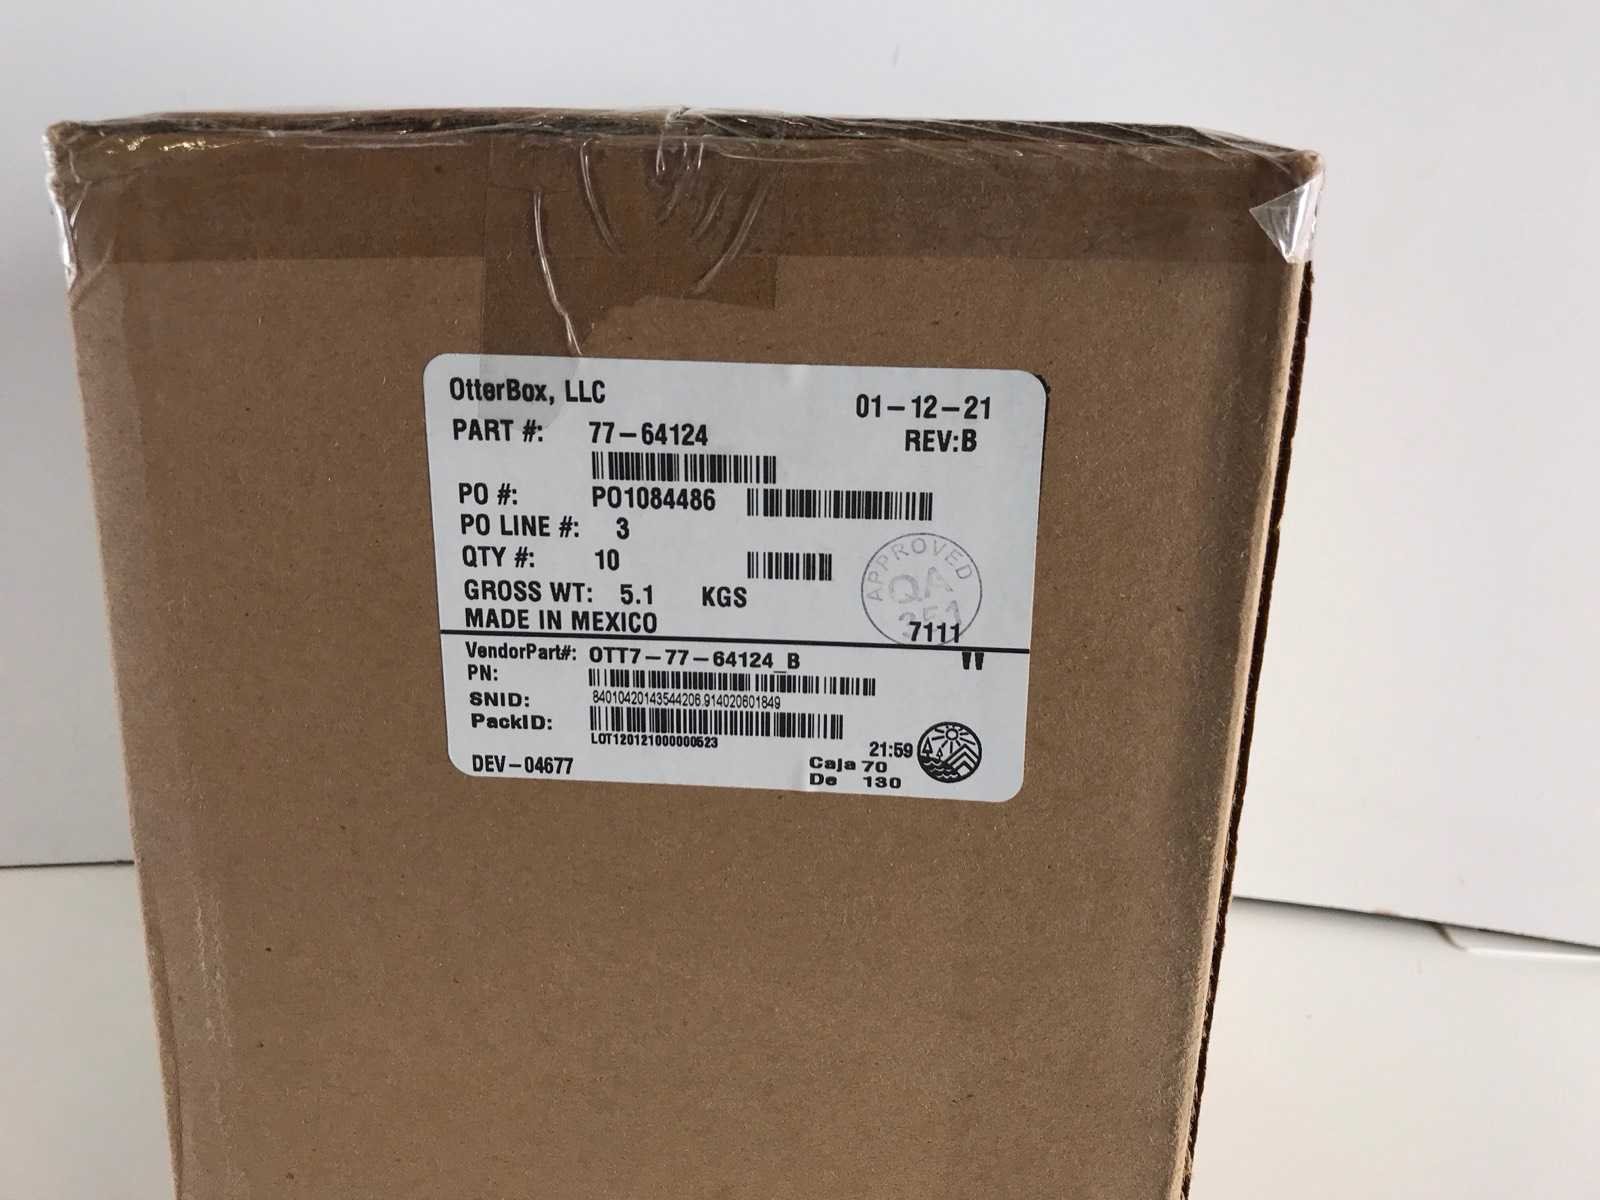 OtterBox, LLC
01-12-21
PART #: 77-64124
REV:B
PO #: PO1084486
PO LINE #: 3
QTY #: 10
GROSS WT: 5.1 KGS
MADE IN MEXICO
APPROVED
QA
7111
VendorPart#: OTT7-77-64124_B
"
PN:
SNID: 84010420143544206.914020601849
PackID:
LOT120121000000523
DEV-04677
21:59
Caja 70
De 130